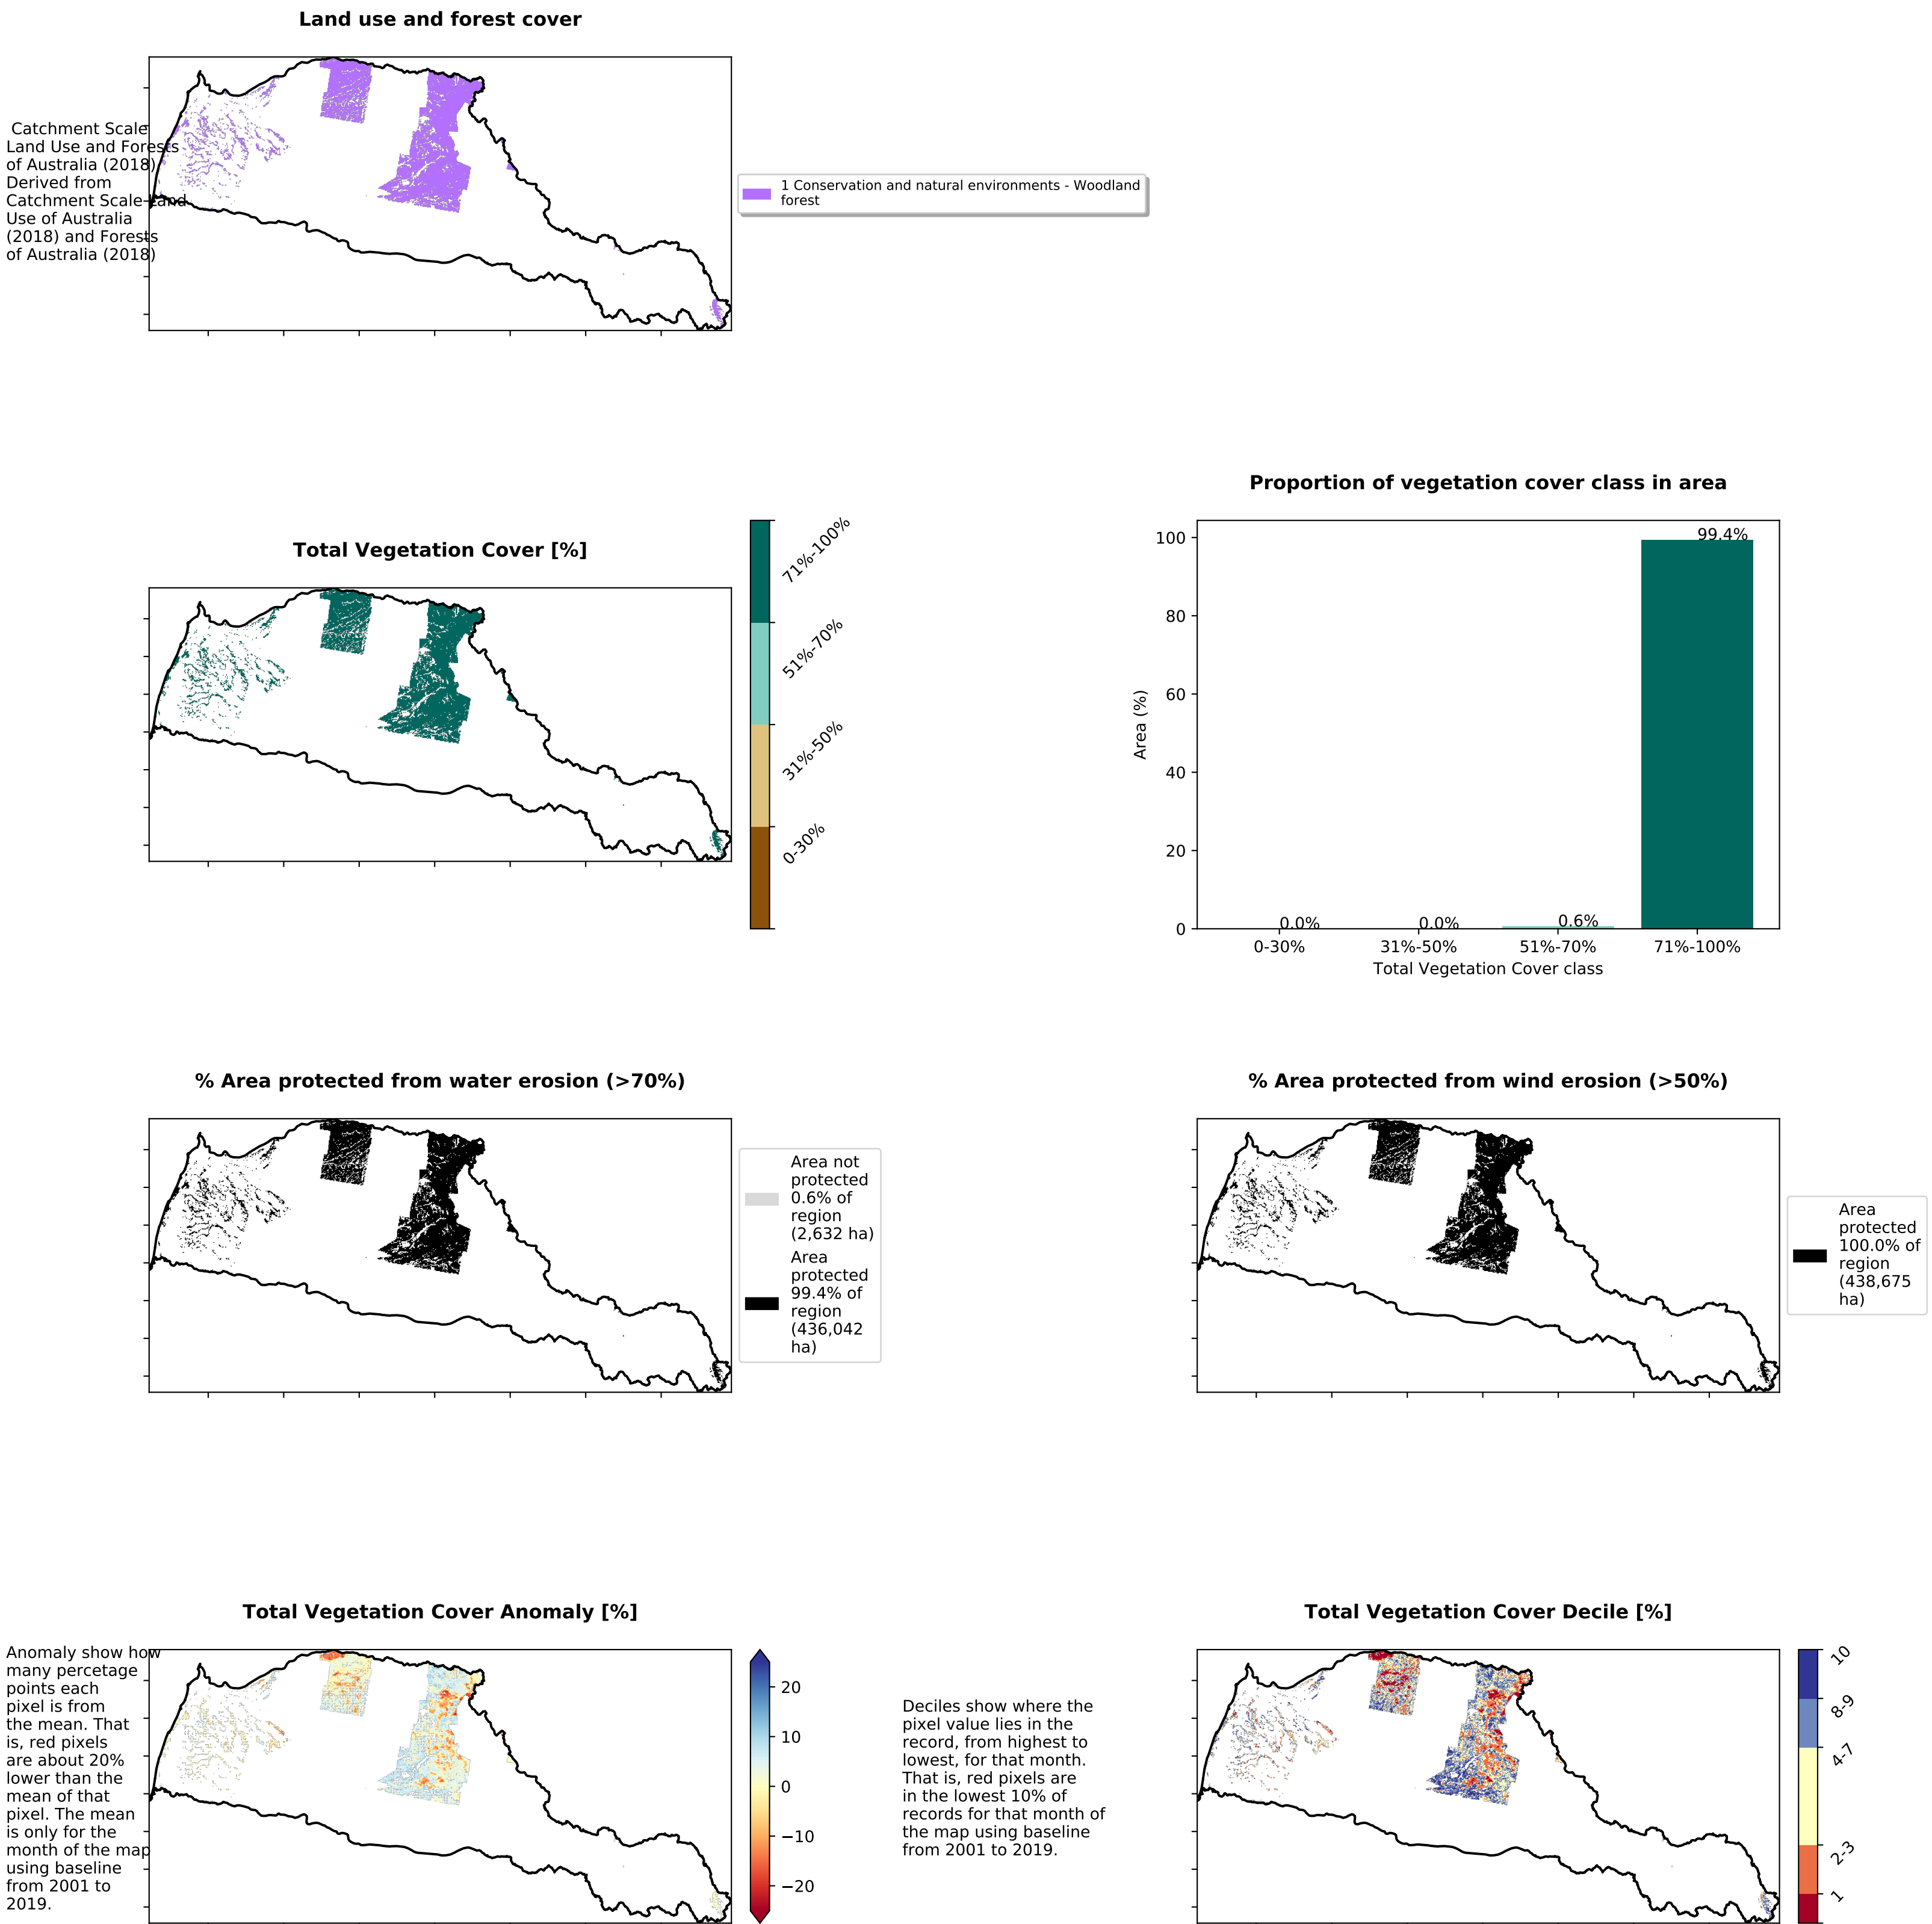 Land use and forest cover
Catchment Scale
Land Use and Forests
of Australia (2018)
Derived from
Catchment Scale Land
Use of Australia
(2018) and Forests
of Australia (2018)
1 Conservation and natural environments - Woodland
forest
Total Vegetation Cover [%]
71%-100%
51%-70%
31%-50%
0-30%
Proportion of vegetation cover class in area
100
80
60
40
20
0
Area (%)
0.0%
0.0%
0.6%
99.4%
0-30%
31%-50%
51%-70%
71%-100%
Total Vegetation Cover class
% Area protected from water erosion (>70%)
Area not
protected
0.6% of
region
(2,632 ha)
Area
protected
99.4% of
region
(436,042
ha)
% Area protected from wind erosion (>50%)
Area
protected
100.0% of
region
(438,675
ha)
Total Vegetation Cover Anomaly [%]
Anomaly show how
many percetage
points each
pixel is from
the mean. That
is, red pixels
are about 20%
lower than the
mean of that
pixel. The mean
is only for the
month of the map
using baseline
from 2001 to
2019.
20
10
0
−10
−20
Deciles show where the
pixel value lies in the
record, from highest to
lowest, for that month.
That is, red pixels are
in the lowest 10% of
records for that month of
the map using baseline
from 2001 to 2019.
Total Vegetation Cover Decile [%]
10
8-9
4-7
2-3
1